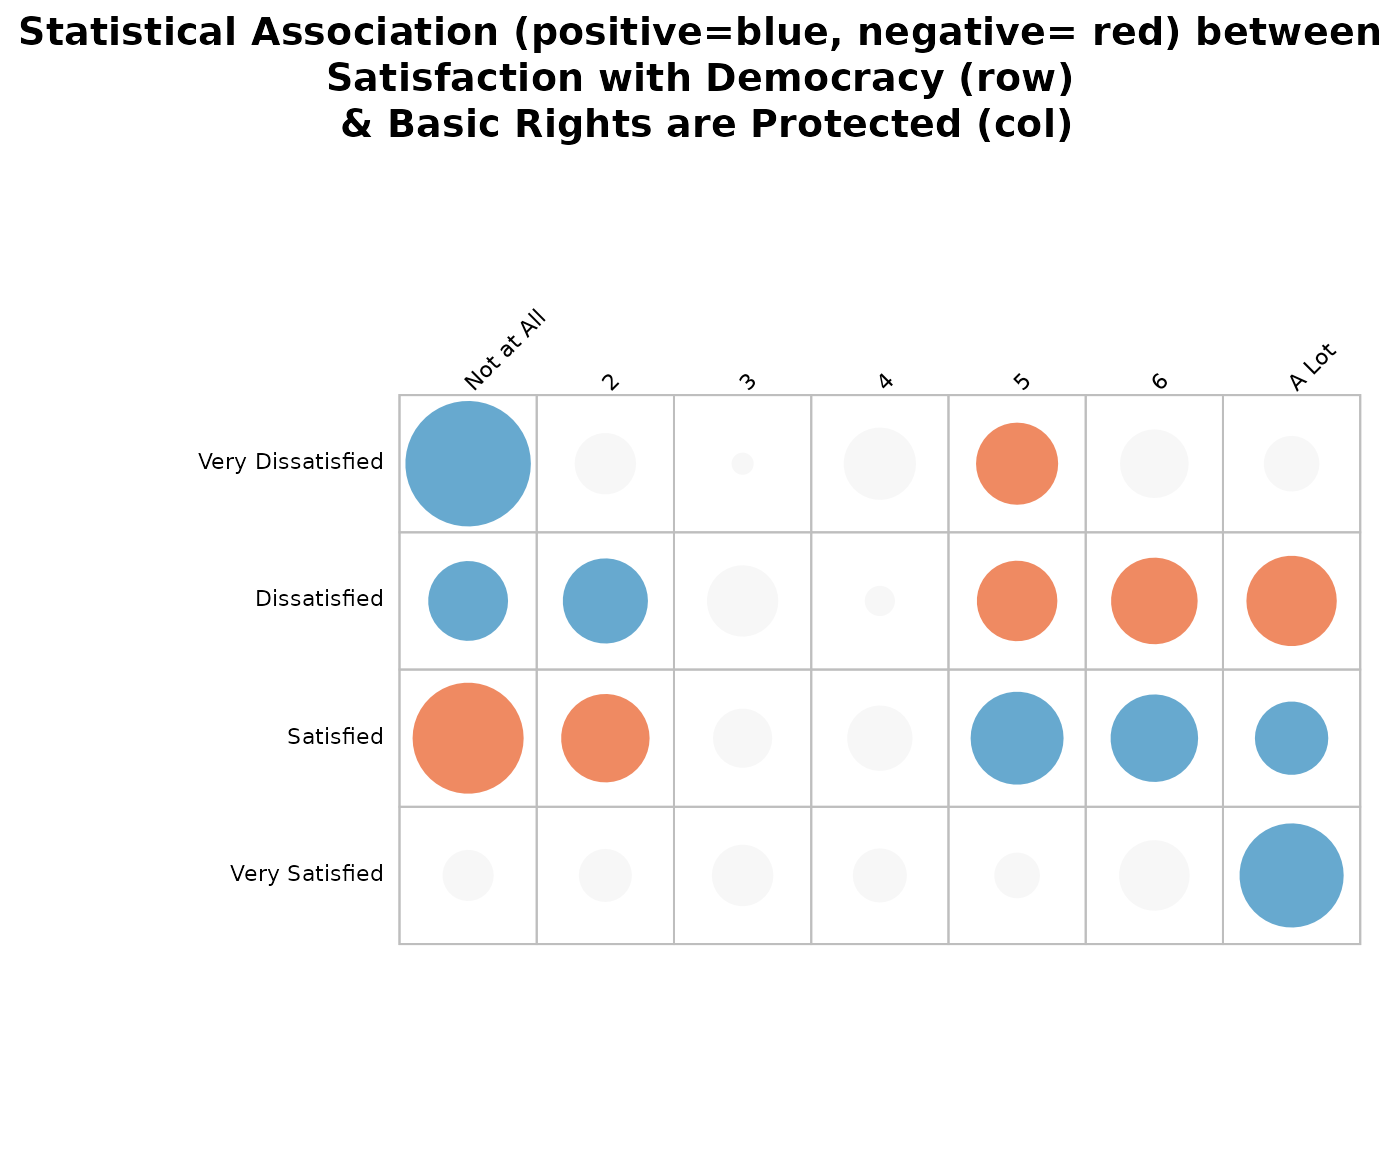 Statistical Association (positive=blue, negative= red) between
Satisfaction with Democracy (row)
& Basic Rights are Protected (col)
Not at All
2
3
4
5
6
A Lot
Very Dissatisfied
Dissatisfied
Satisfied
Very Satisfied